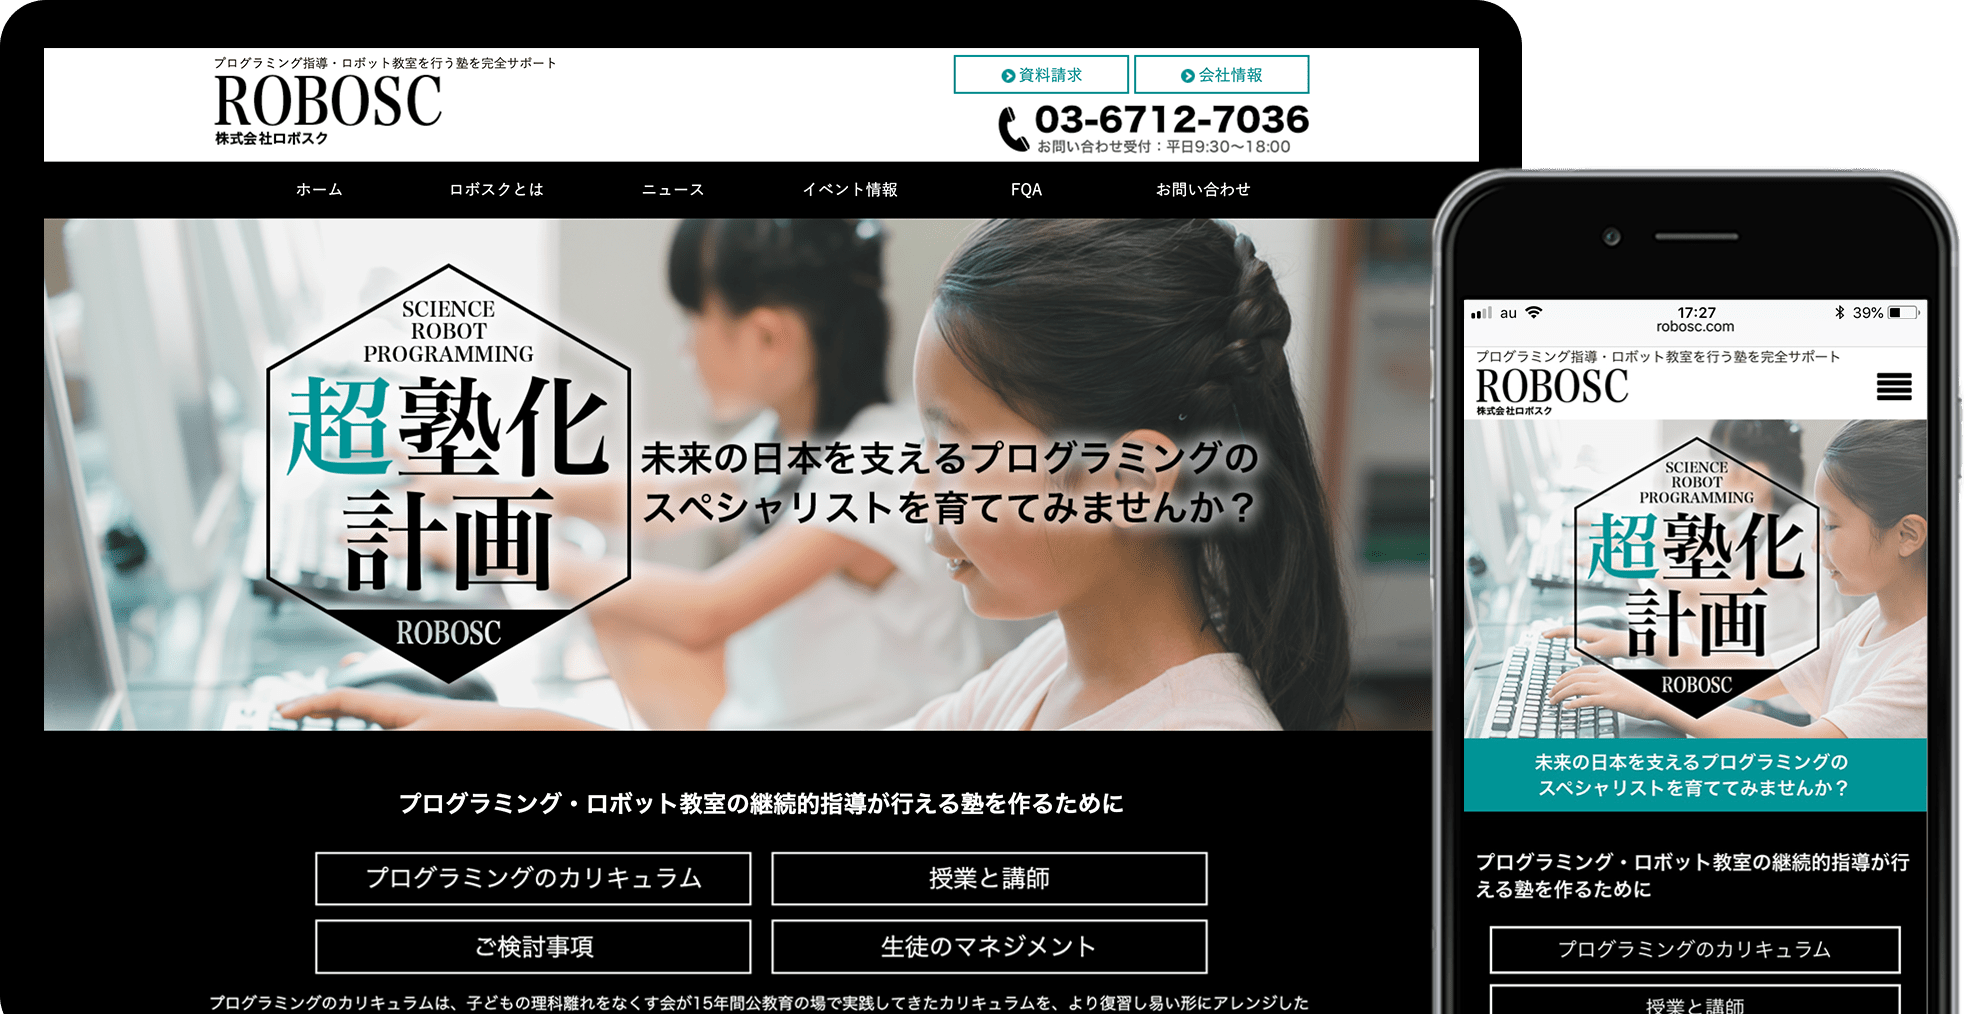 プログラミング指導・ロボット教室を行う塾を完全サポート
ROBOSC
株式会社ロボスク
資料請求
会社情報
03-6712-7036
お問い合わせ受付：平日9:30〜18:00
ホーム
ロボスクとは
ニュース
イベント情報
FQA
お問い合わせ
SCIENCE
ROBOT
PROGRAMMING
超塾化
計画
ROBOSC
未来の日本を支えるプログラミングの
スペシャリストを育ててみませんか？
プログラミング・ロボット教室の継続的指導が行える塾を作るために
プログラミングのカリキュラム
授業と講師
ご検討事項
生徒のマネジメント
プログラミングのカリキュラムは、子どもの理科離れをなくす会が15年間公教育の場で実践してきたカリキュラムを、より復習し易い形にアレンジした
au
17:27
39%
robosc.com
プログラミング指導・ロボット教室を行う塾を完全サポート
ROBOSC
株式会社ロボスク
SCIENCE
ROBOT
PROGRAMMING
超塾化
計画
ROBOSC
未来の日本を支えるプログラミングの
スペシャリストを育ててみませんか？
プログラミング・ロボット教室の継続的指導が行
える塾を作るために
プログラミングのカリキュラム
授業と講師